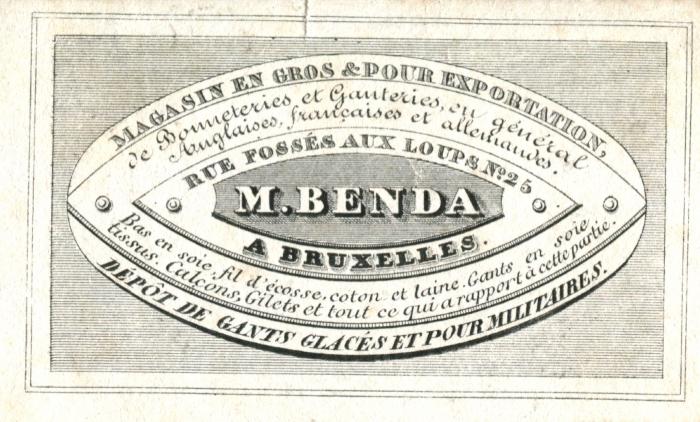 MAGASIN EN GROS & POUR EXPORTATION,
de Bonneteries et Ganteries, en général
Anglaises, françaises et allemandes.
RUE FOSSÉS AUX LOUPS No. 25
M. BENDA
A BRUXELLES.
Bas en soie, fil d'écosse, coton et laine. Gants en soie,
tissus. Calcons, Gilets et tout ce qui a rapport à cette partie.
DÉPÔT DE GANTS GLACÉS ET POUR MILITAIRES.